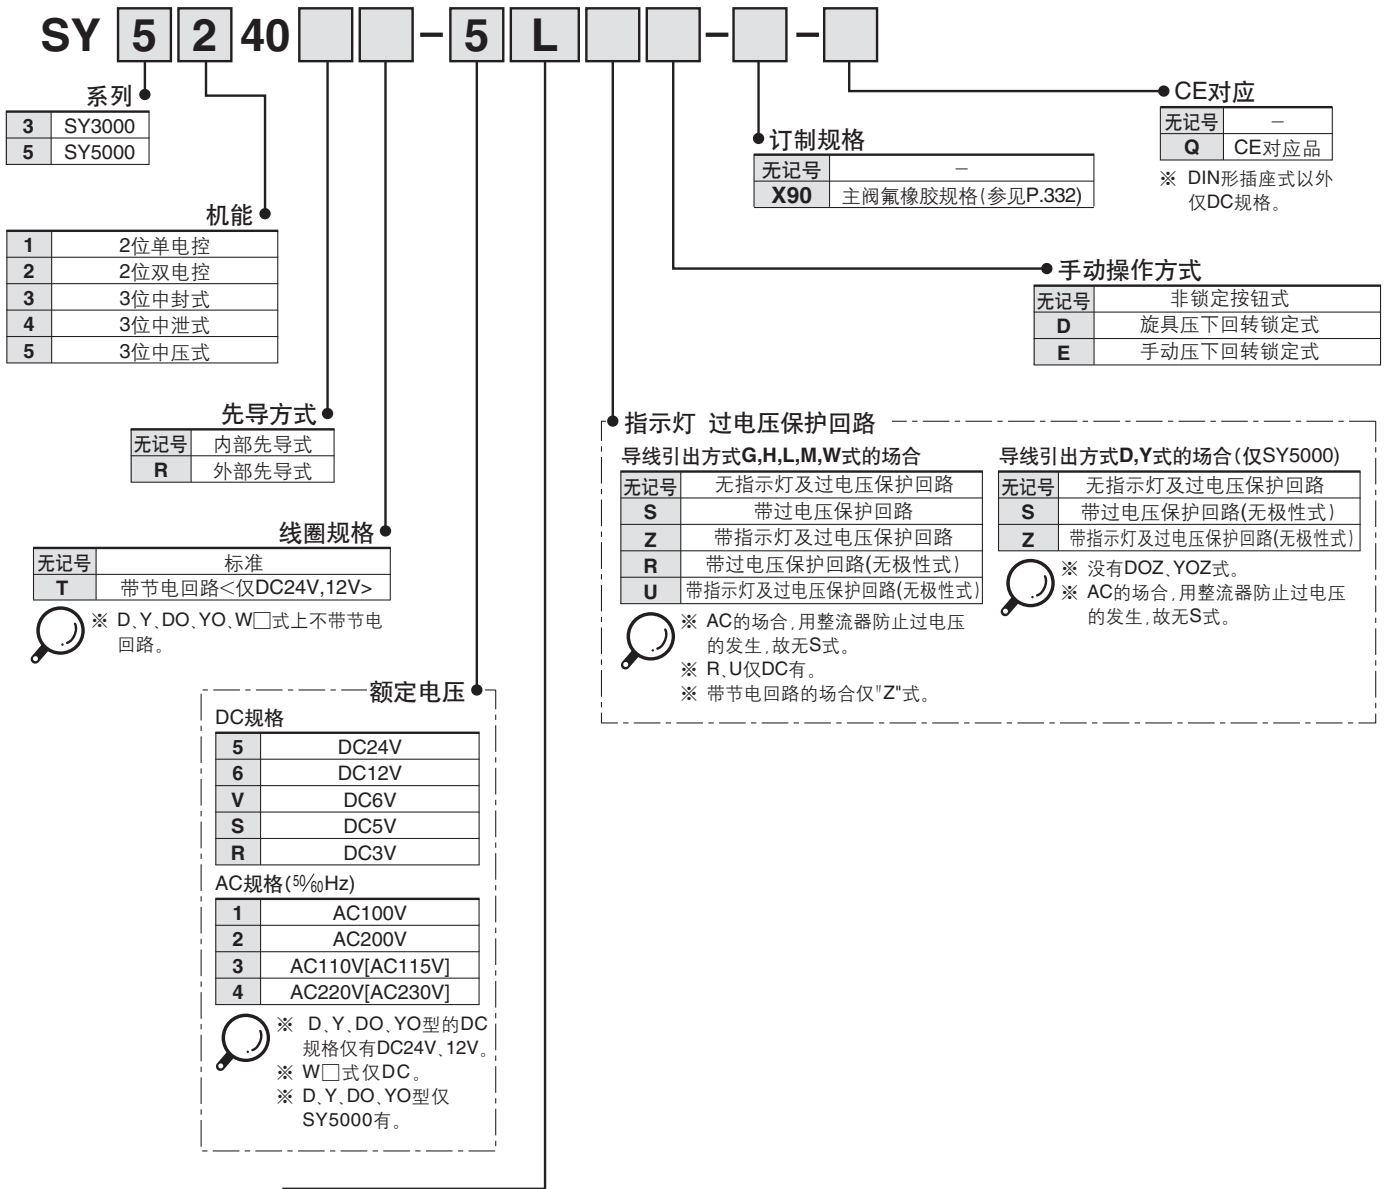 SY 5 2 40 – 5 L – –
系列
3 SY3000
5 SY5000
机能
1 2位单电控
2 2位双电控
3 3位中封式
4 3位中泄式
5 3位中压式
先导方式
无记号 内部先导式
R 外部先导式
线圈规格
无记号 标准
T 带节电回路<仅DC24V,12V>
※ D、Y、DO、YO、W□式上不带节电
回路。
额定电压
DC规格
5 DC24V
6 DC12V
V DC6V
S DC5V
R DC3V
AC规格(50/60Hz)
1 AC100V
2 AC200V
3 AC110V[AC115V]
4 AC220V[AC230V]
※ D、Y、DO、YO型的DC
规格仅有DC24V、12V。
※ W□式仅DC。
※ D、Y、DO、YO型仅
SY5000有。
CE对应
无记号 –
Q CE对应品
※ DIN形插座式以外
仅DC规格。
订制规格
无记号 –
X90 主阀氟橡胶规格(参见P.332)
手动操作方式
无记号 非锁定按钮式
D 旋具压下回转锁定式
E 手动压下回转锁定式
指示灯 过电压保护回路
导线引出方式G,H,L,M,W式的场合
无记号 无指示灯及过电压保护回路
S 带过电压保护回路
Z 带指示灯及过电压保护回路
R 带过电压保护回路(无极性式)
U 带指示灯及过电压保护回路(无极性式)
※ AC的场合,用整流器防止过电压
的发生,故无S式。
※ R、U仅DC有。
※ 带节电回路的场合仅"Z"式。
导线引出方式D,Y式的场合(仅SY5000)
无记号 无指示灯及过电压保护回路
S 带过电压保护回路(无极性式)
Z 带指示灯及过电压保护回路(无极性式)
※ 没有DOZ、YOZ式。
※ AC的场合,用整流器防止过电压
的发生,故无S式。